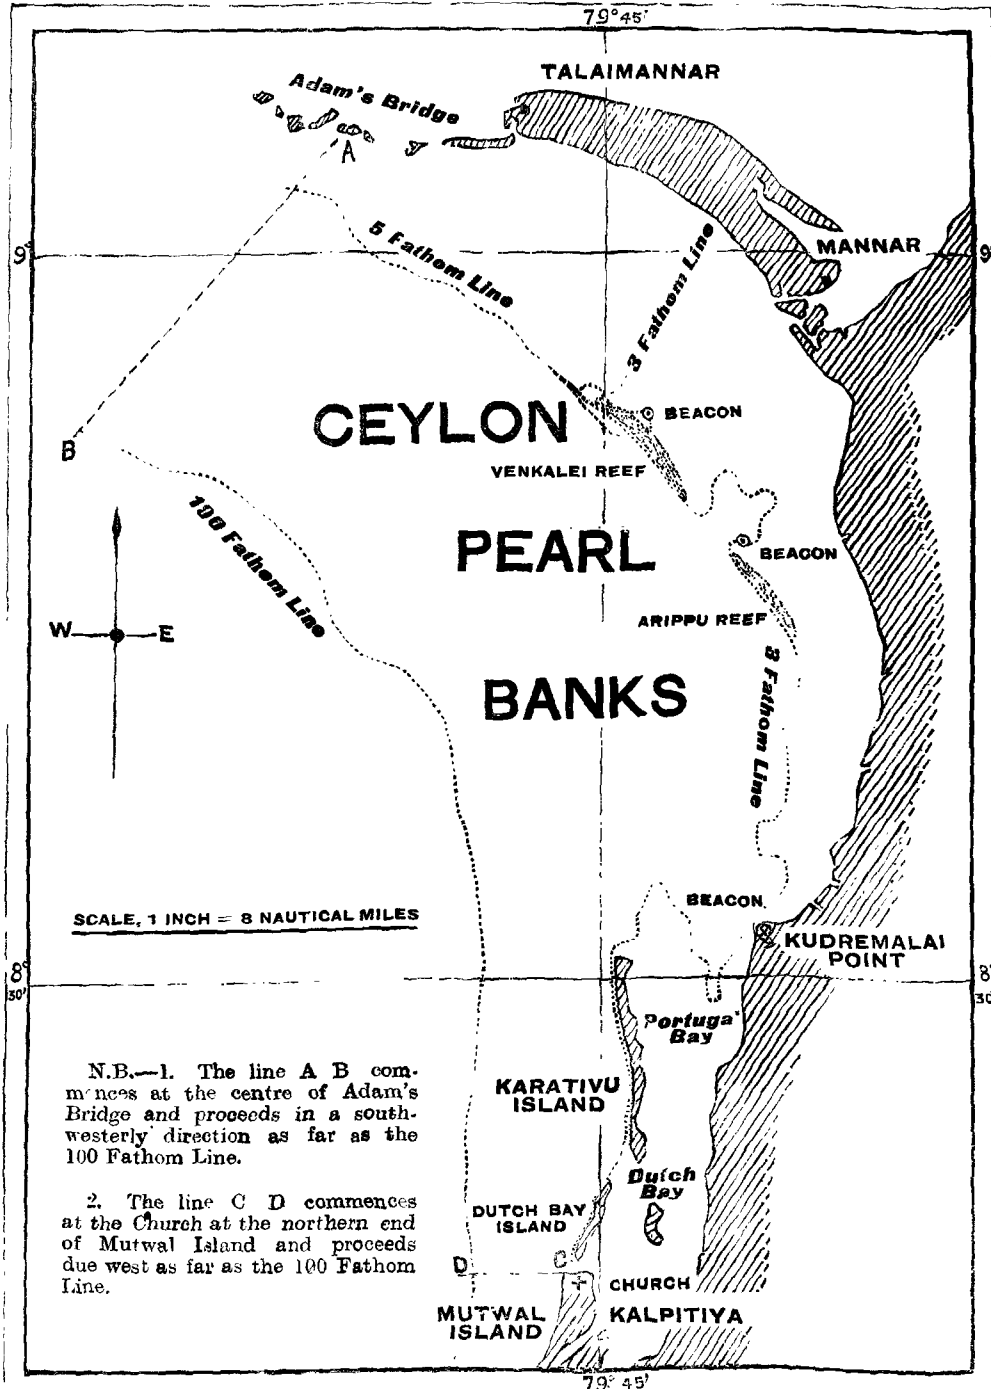 79° 45'
TALAIMANNAR
Adam's Bridge
A
5 Fathom Line
3 Fathom Line
MANNAR
9°
9°
CEYLON
BEACON
VENKALEI REEF
B
100 Fathom Line
PEARL
BEACON
W
E
ARIPPU REEF
BANKS
3 Fathom Line
SCALE, 1 INCH = 8 NAUTICAL MILES
BEACON
KUDREMALAI
POINT
8°
30'
8°
30'
Portuga'
Bay
N.B.—1. The line A B com-
mences at the centre of Adam's
Bridge and proceeds in a south-
westerly direction as far as the
100 Fathom Line.
KARATIVU
ISLAND
Dutch
Bay
2. The line C D commences
at the Church at the northern end
of Mutwal Island and proceeds
due west as far as the 100 Fathom
Line.
DUTCH BAY
ISLAND
D
C
CHURCH
MUTWAL
ISLAND
KALPITIYA
79° 45'